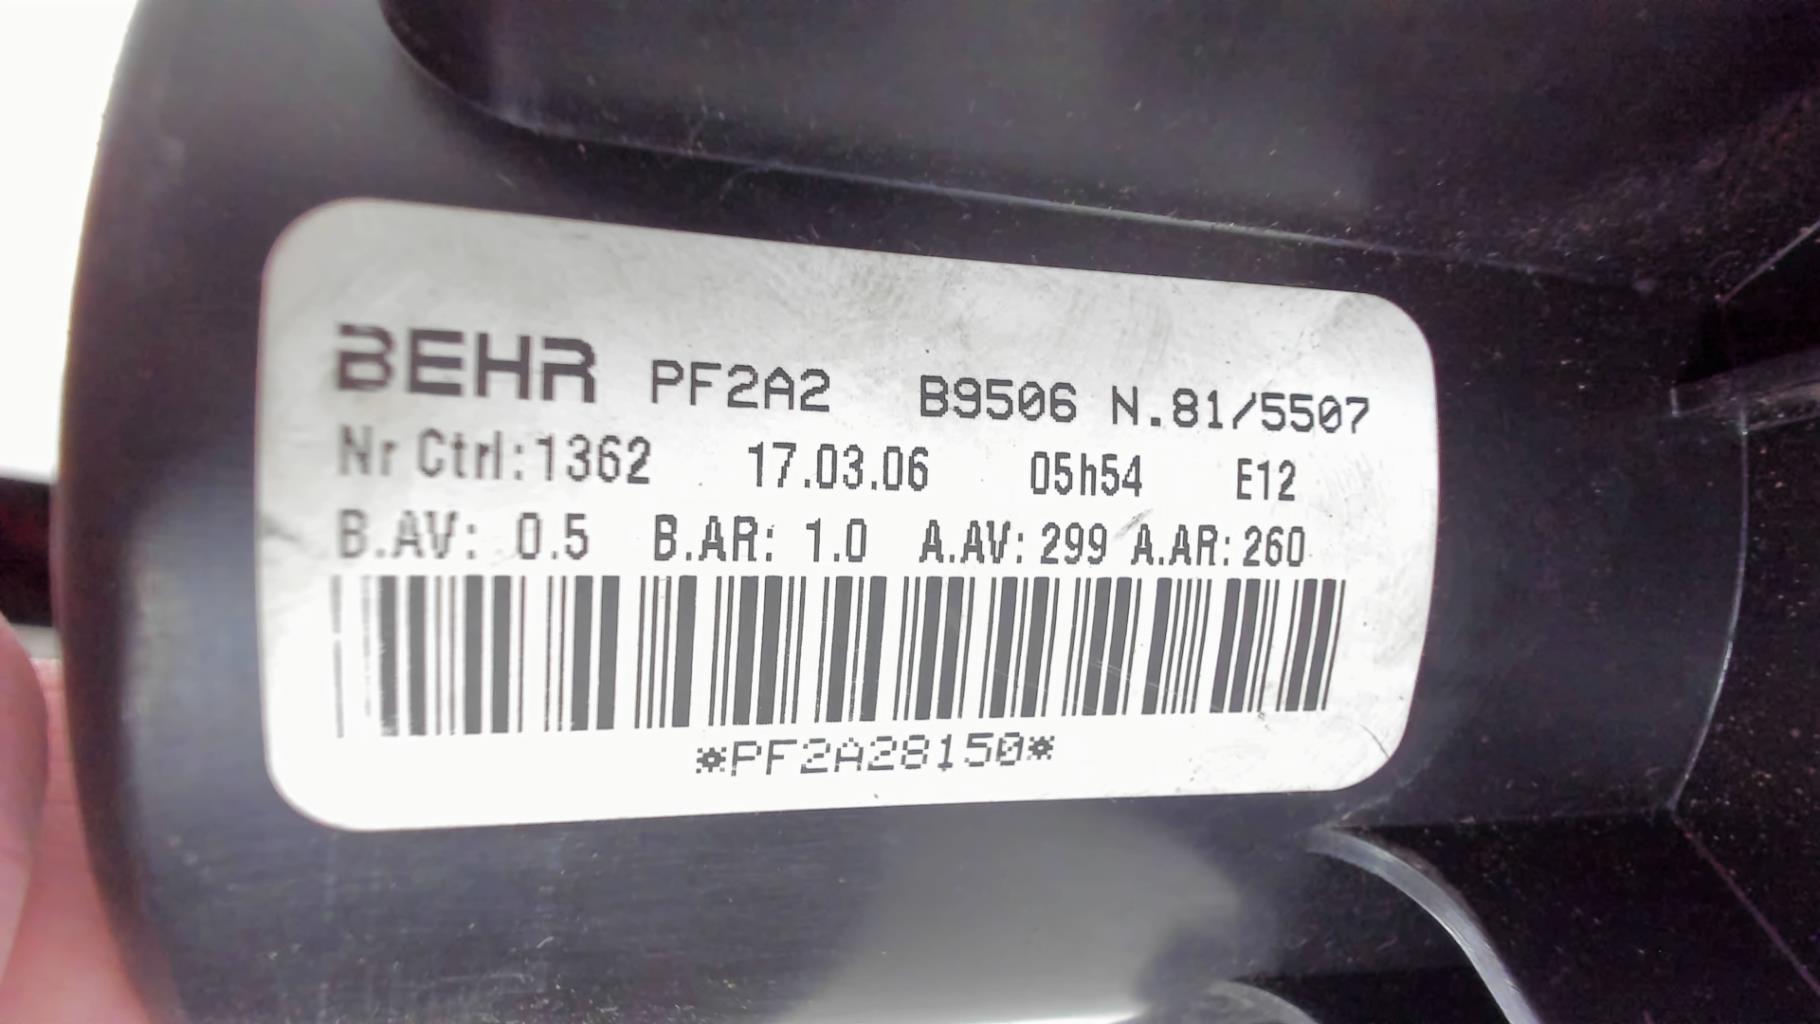 BEHR PF2A2 B9506 N.81/5507
Nr Ctrl:1362 17.03.06 05h54 E12
B.AV: 0.5 B.AR: 1.0 A.AV:299 A.AR:260
*PF2A28150*